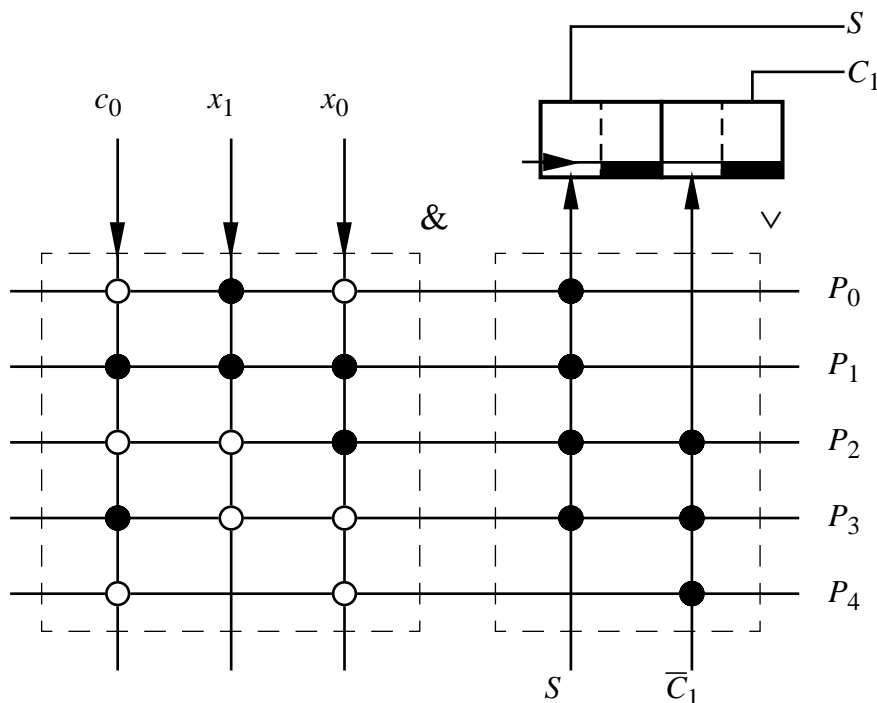 S
C₁
c₀ x₁ x₀
& ∨
P₀
P₁
P₂
P₃
P₄
S C̅₁